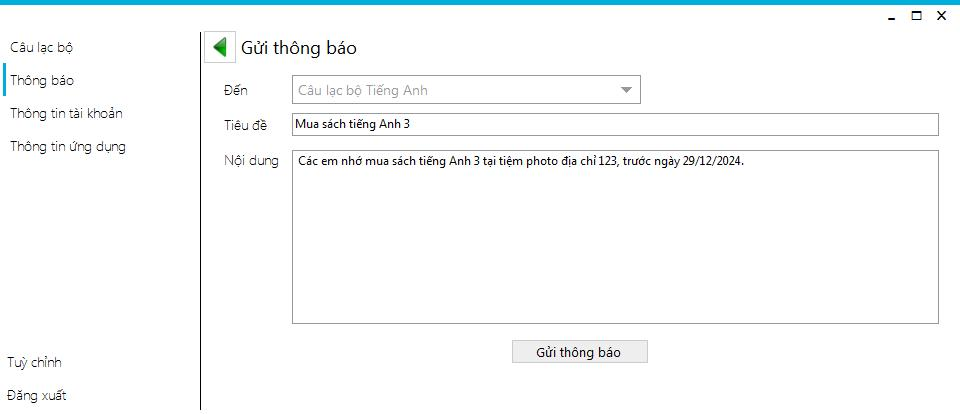 Câu lạc bộ
Thông báo
Thông tin tài khoản
Thông tin ứng dụng
Tuỳ chỉnh
Đăng xuất
Gửi thông báo
Đến Câu lạc bộ Tiếng Anh
Tiêu đề Mua sách tiếng Anh 3
Nội dung Các em nhớ mua sách tiếng Anh 3 tại tiệm photo địa chỉ 123, trước ngày 29/12/2024.
Gửi thông báo